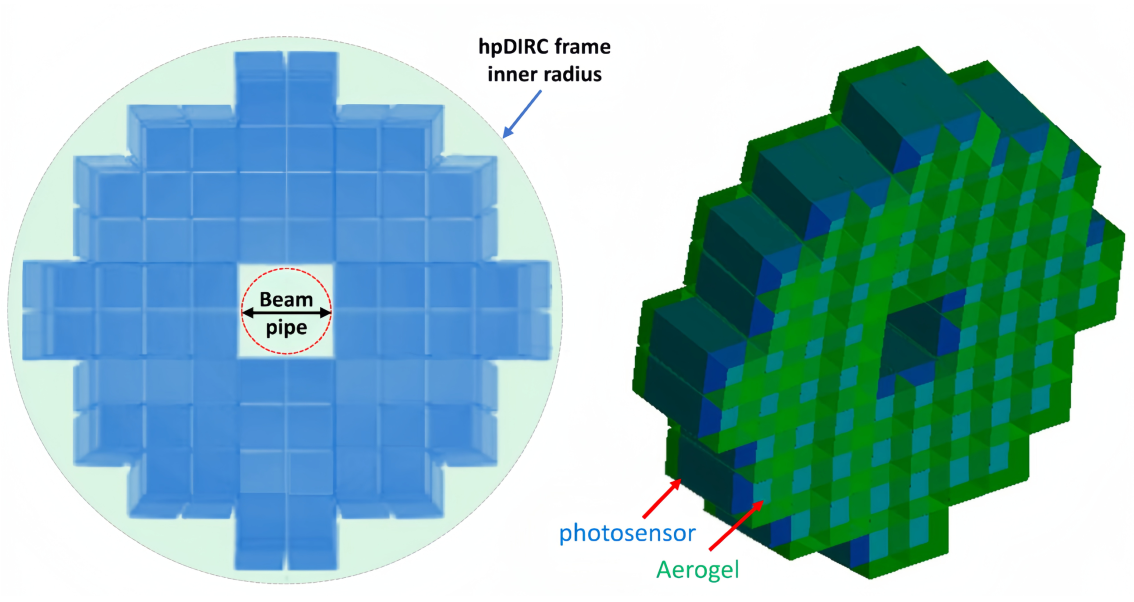 hpDIRC frame
inner radius
Beam
pipe
photosensor
Aerogel